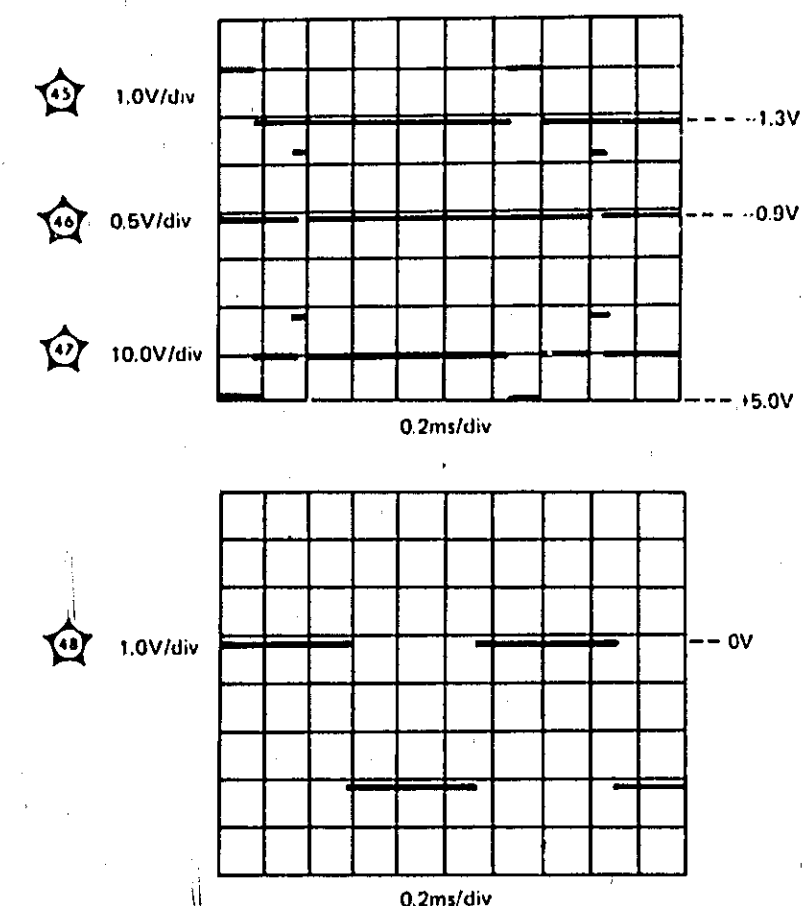 45 1.0V/div
--1.3V
46 0.5V/div
--0.9V
47 10.0V/div
+5.0V
0.2ms/div
48 1.0V/div
0V
0.2ms/div